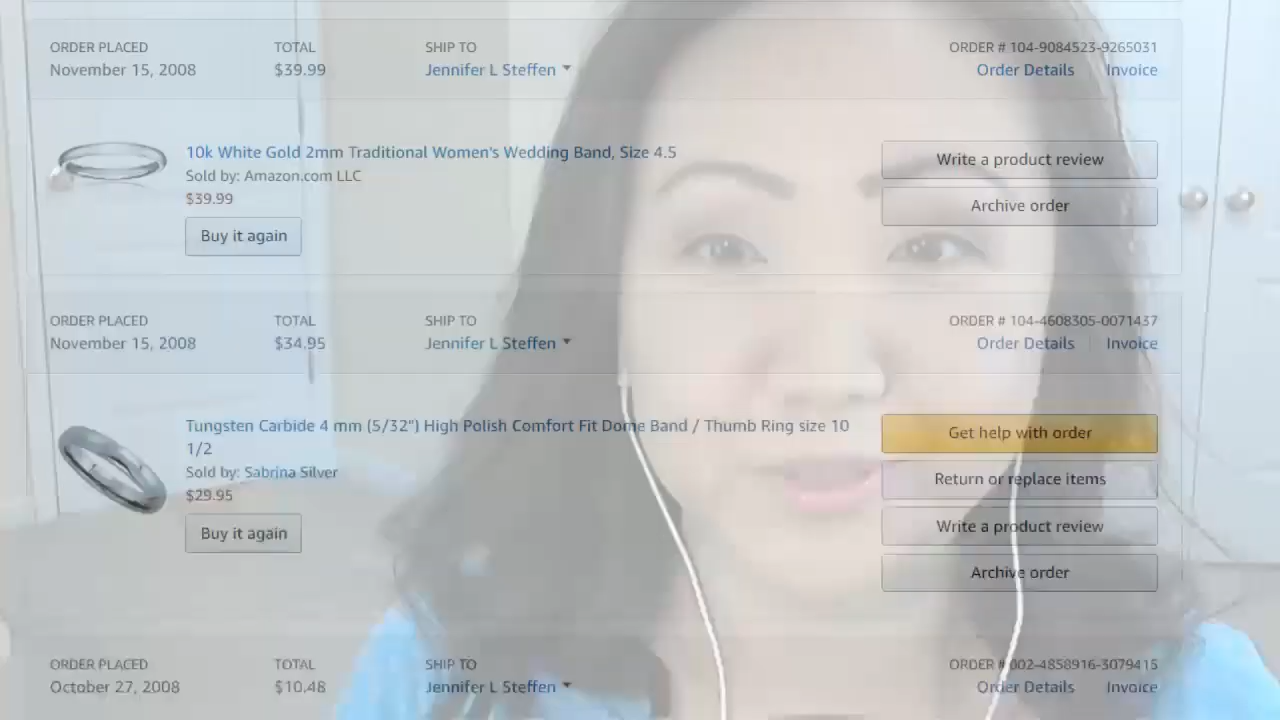 ORDER PLACED TOTAL SHIP TO ORDER # 104-9084523-9265031
November 15, 2008 $39.99 Jennifer L Steffen Order Details Invoice
10k White Gold 2mm Traditional Women's Wedding Band, Size 4.5
Sold by: Amazon.com LLC
$39.99
Buy it again
Write a product review
Archive order
ORDER PLACED TOTAL SHIP TO ORDER # 104-4608305-0071437
November 15, 2008 $34.95 Jennifer L Steffen Order Details Invoice
Tungsten Carbide 4 mm (5/32") High Polish Comfort Fit Dome Band / Thumb Ring size 10
1/2
Sold by: Sabrina Silver
$29.95
Buy it again
Get help with order
Return or replace items
Write a product review
Archive order
ORDER PLACED TOTAL SHIP TO ORDER # 002-4858916-3079415
October 27, 2008 $10.48 Jennifer L Steffen Order Details Invoice